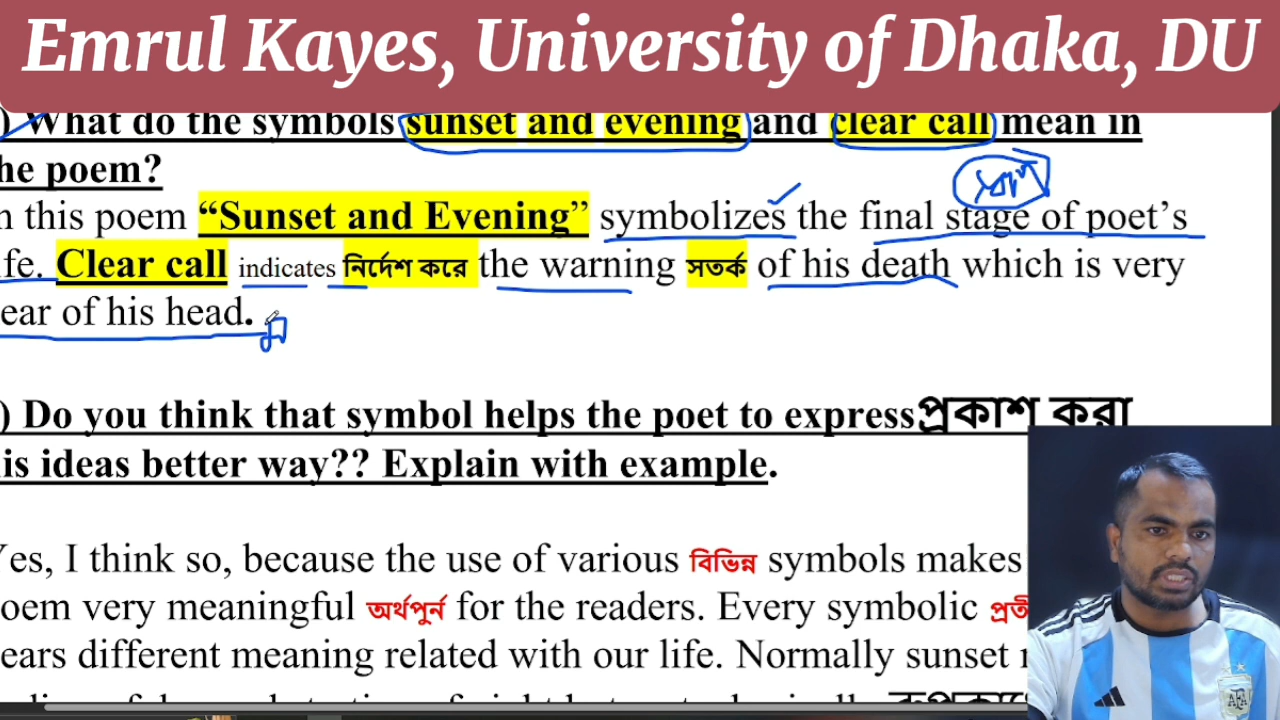 Emrul Kayes, University of Dhaka, DU
) What do the symbols sunset and evening and clear call mean in
he poem?
n this poem “Sunset and Evening” symbolizes the final stage of poet’s
fe. Clear call indicates নির্দেশ করে the warning সতর্ক of his death which is very
ear of his head.
) Do you think that symbol helps the poet to express প্রকাশ করা
is ideas better way?? Explain with example.
Yes, I think so, because the use of various বিভিন্ন symbols makes
oem very meaningful অর্থপুর্ন for the readers. Every symbolic প্রতী
ears different meaning related with our life. Normally sunset
AFA